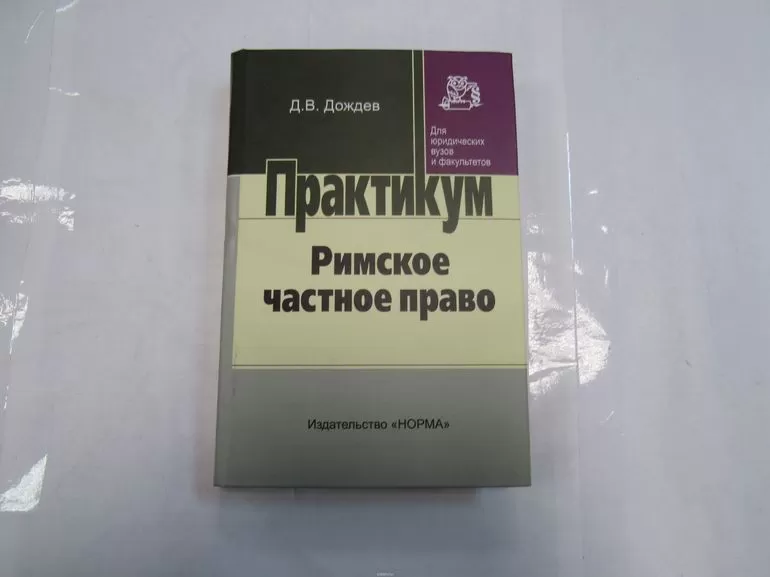 Д.В. Дождев
Для
юридических
вузов
и факультетов
Практикум
Римское
частное право
Издательство «НОРМА»